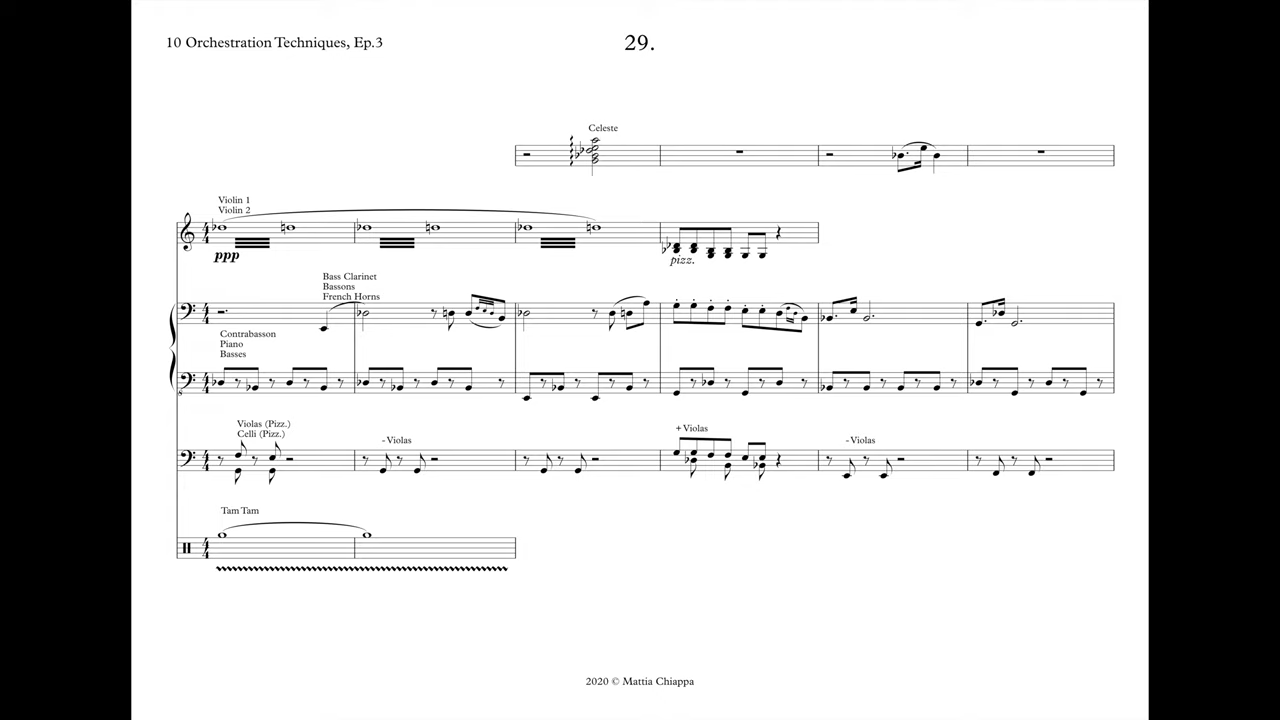 10 Orchestration Techniques, Ep.3
29.
Celeste
Violin 1
Violin 2
ppp
pizz.
Bass Clarinet
Bassons
French Horns
Contrabasson
Piano
Basses
Violas (Pizz.)
Celli (Pizz.)
- Violas
+ Violas
- Violas
Tam Tam
2020 © Mattia Chiappa